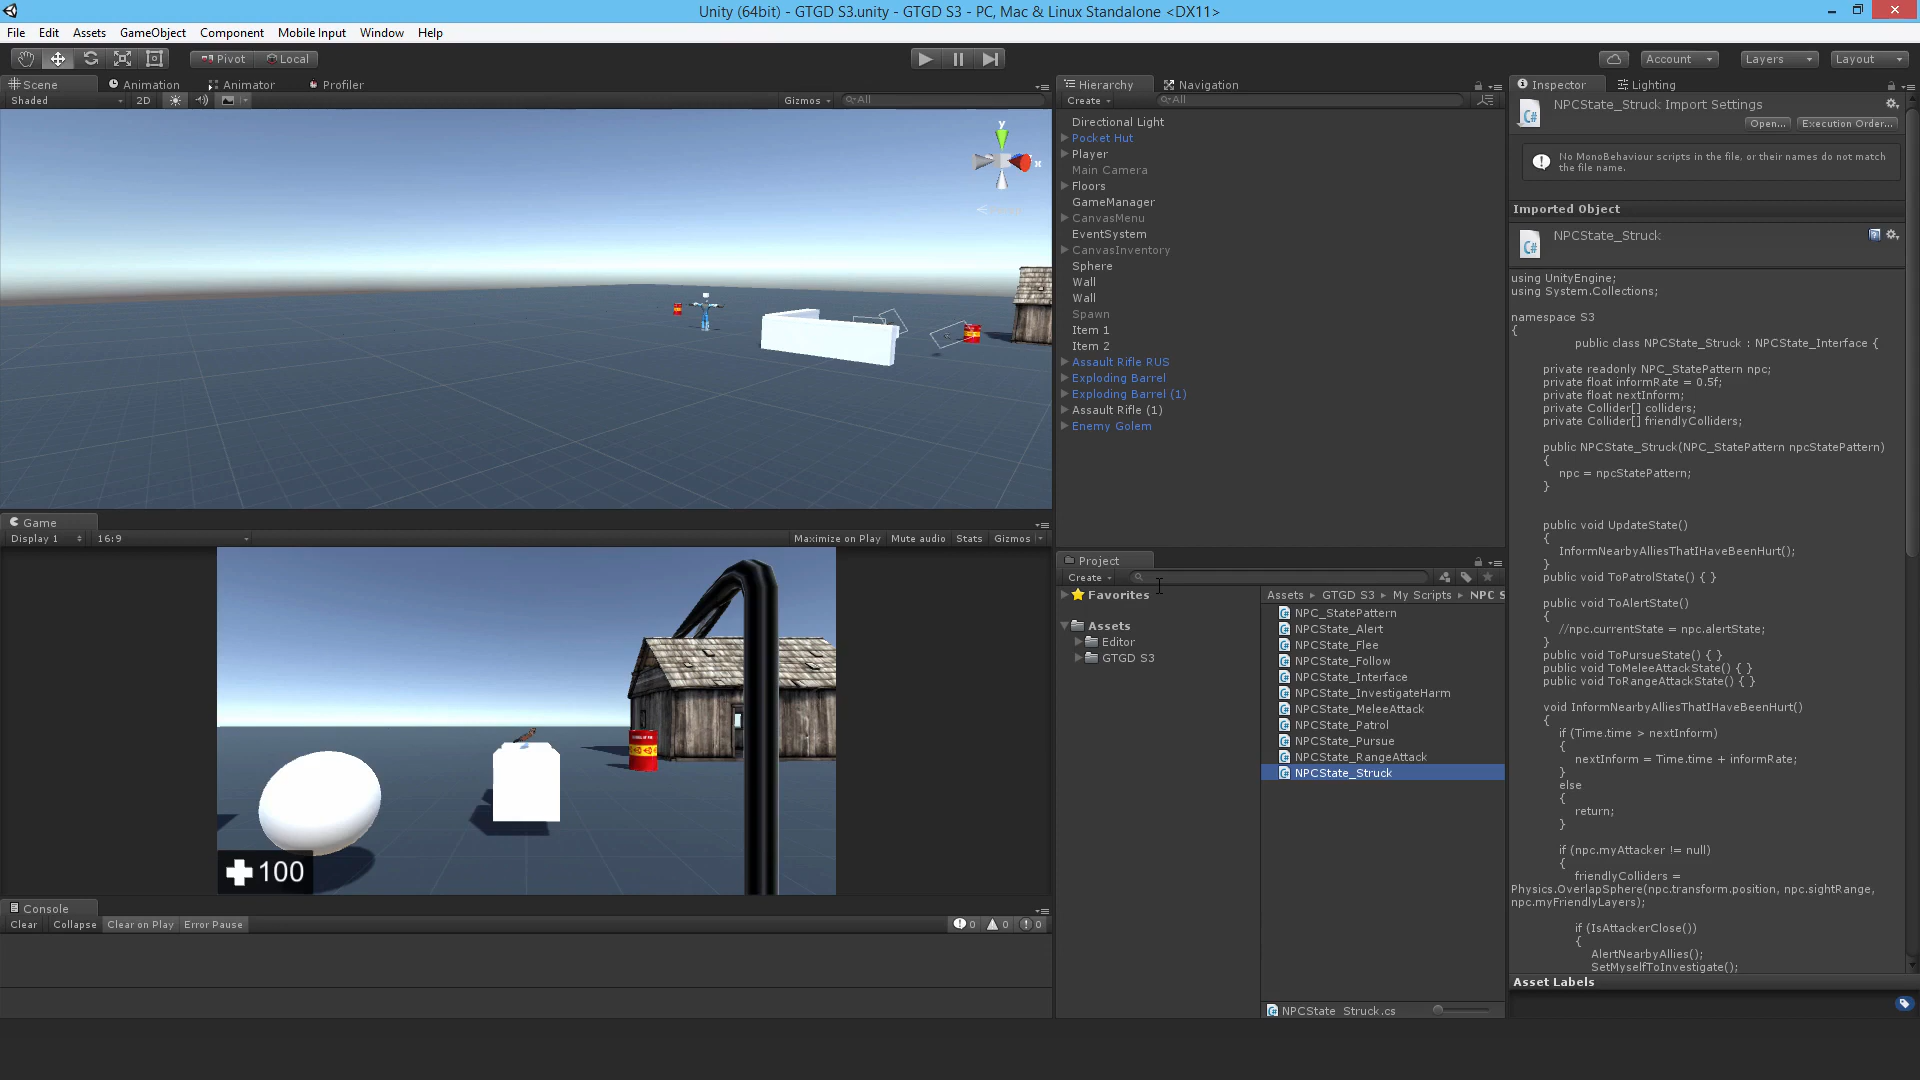 Unity (64bit) - GTGD S3.unity - GTGD S3 - PC, Mac & Linux Standalone <DX11>
File Edit Assets GameObject Component Mobile Input Window Help
Pivot Local
Account Layers Layout
Scene Animation Animator Profiler
Shaded 2D Gizmos All
y
x
Game
Display 1 16:9 Maximize on Play Mute audio Stats Gizmos
100
Console
Clear Collapse Clear on Play Error Pause 0 0 0
Hierarchy Navigation
Create All
Directional Light
Pocket Hut
Player
Main Camera
Floors
GameManager
CanvasMenu
EventSystem
CanvasInventory
Sphere
Wall
Wall
Spawn
Item 1
Item 2
Assault Rifle RUS
Exploding Barrel
Exploding Barrel (1)
Assault Rifle (1)
Enemy Golem
Project
Create
Favorites
Assets
Editor
GTGD S3
Assets GTGD S3 My Scripts NPC S
NPC_StatePattern
NPCState_Alert
NPCState_Flee
NPCState_Follow
NPCState_Interface
NPCState_InvestigateHarm
NPCState_MeleeAttack
NPCState_Patrol
NPCState_Pursue
NPCState_RangeAttack
NPCState_Struck
NPCState_Struck.cs
Inspector Lighting
NPCState_Struck Import Settings
Open... Execution Order...
No MonoBehaviour scripts in the file, or their names do not match
the file name.
Imported Object
NPCState_Struck
using UnityEngine;
using System.Collections;
namespace S3
{
public class NPCState_Struck : NPCState_Interface {
private readonly NPC_StatePattern npc;
private float informRate = 0.5f;
private float nextInform;
private Collider[] colliders;
private Collider[] friendlyColliders;
public NPCState_Struck(NPC_StatePattern npcStatePattern)
{
npc = npcStatePattern;
}
public void UpdateState()
{
InformNearbyAlliesThatIHaveBeenHurt();
}
public void ToPatrolState() { }
public void ToAlertState()
{
//npc.currentState = npc.alertState;
}
public void ToPursueState() { }
public void ToMeleeAttackState() { }
public void ToRangeAttackState() { }
void InformNearbyAlliesThatIHaveBeenHurt()
{
if (Time.time > nextInform)
{
nextInform = Time.time + informRate;
}
else
{
return;
}
if (npc.myAttacker != null)
{
friendlyColliders =
Physics.OverlapSphere(npc.transform.position, npc.sightRange,
npc.myFriendlyLayers);
if (IsAttackerClose())
{
AlertNearbyAllies();
SetMyselfToInvestigate();
Asset Labels